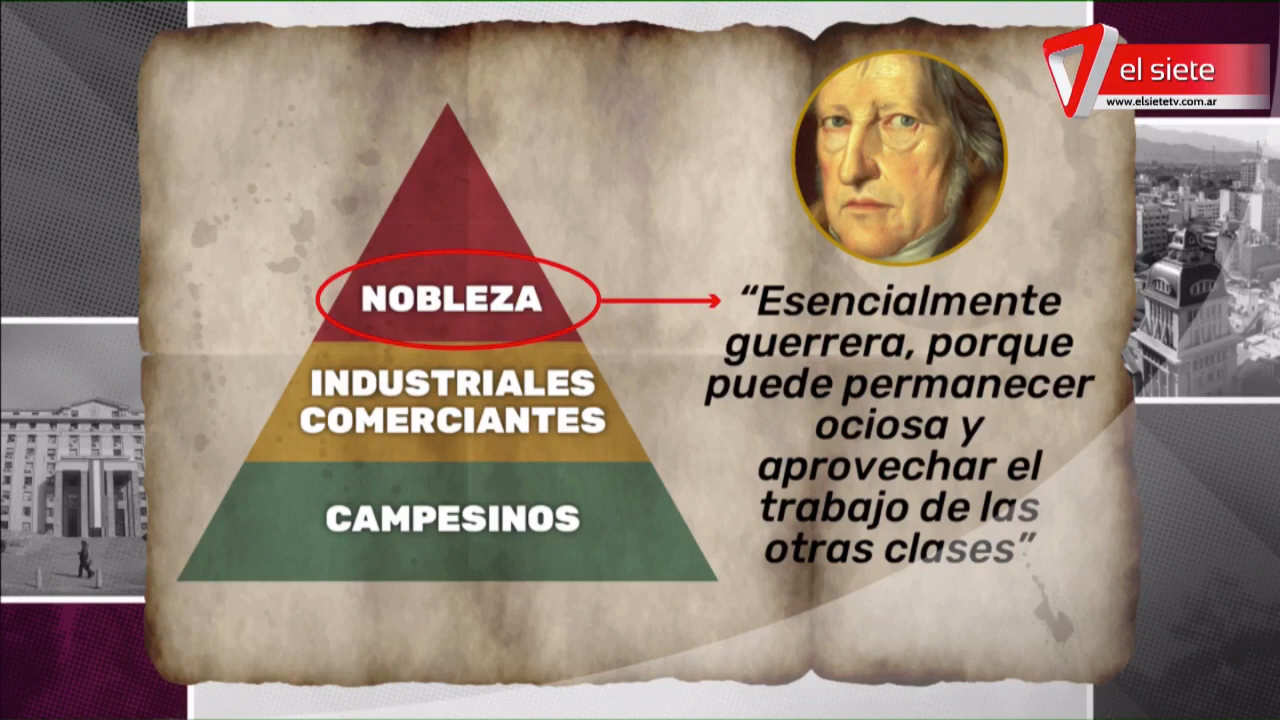 el siete
www.elsietetv.com.ar
NOBLEZA
INDUSTRIALES
COMERCIANTES
CAMPESINOS
“Esencialmente
guerrera, porque
puede permanecer
ociosa y
aprovechar el
trabajo de las
otras clases”